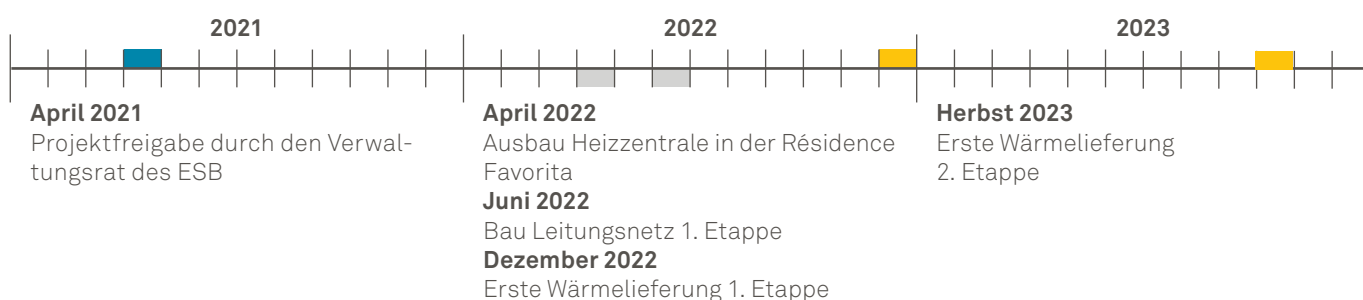 2021
2022
2023
April 2021
Projektfreigabe durch den Verwal-
tungsrat des ESB
April 2022
Ausbau Heizzentrale in der Résidence
Favorita
Juni 2022
Bau Leitungsnetz 1. Etappe
Dezember 2022
Erste Wärmelieferung 1. Etappe
Herbst 2023
Erste Wärmelieferung
2. Etappe